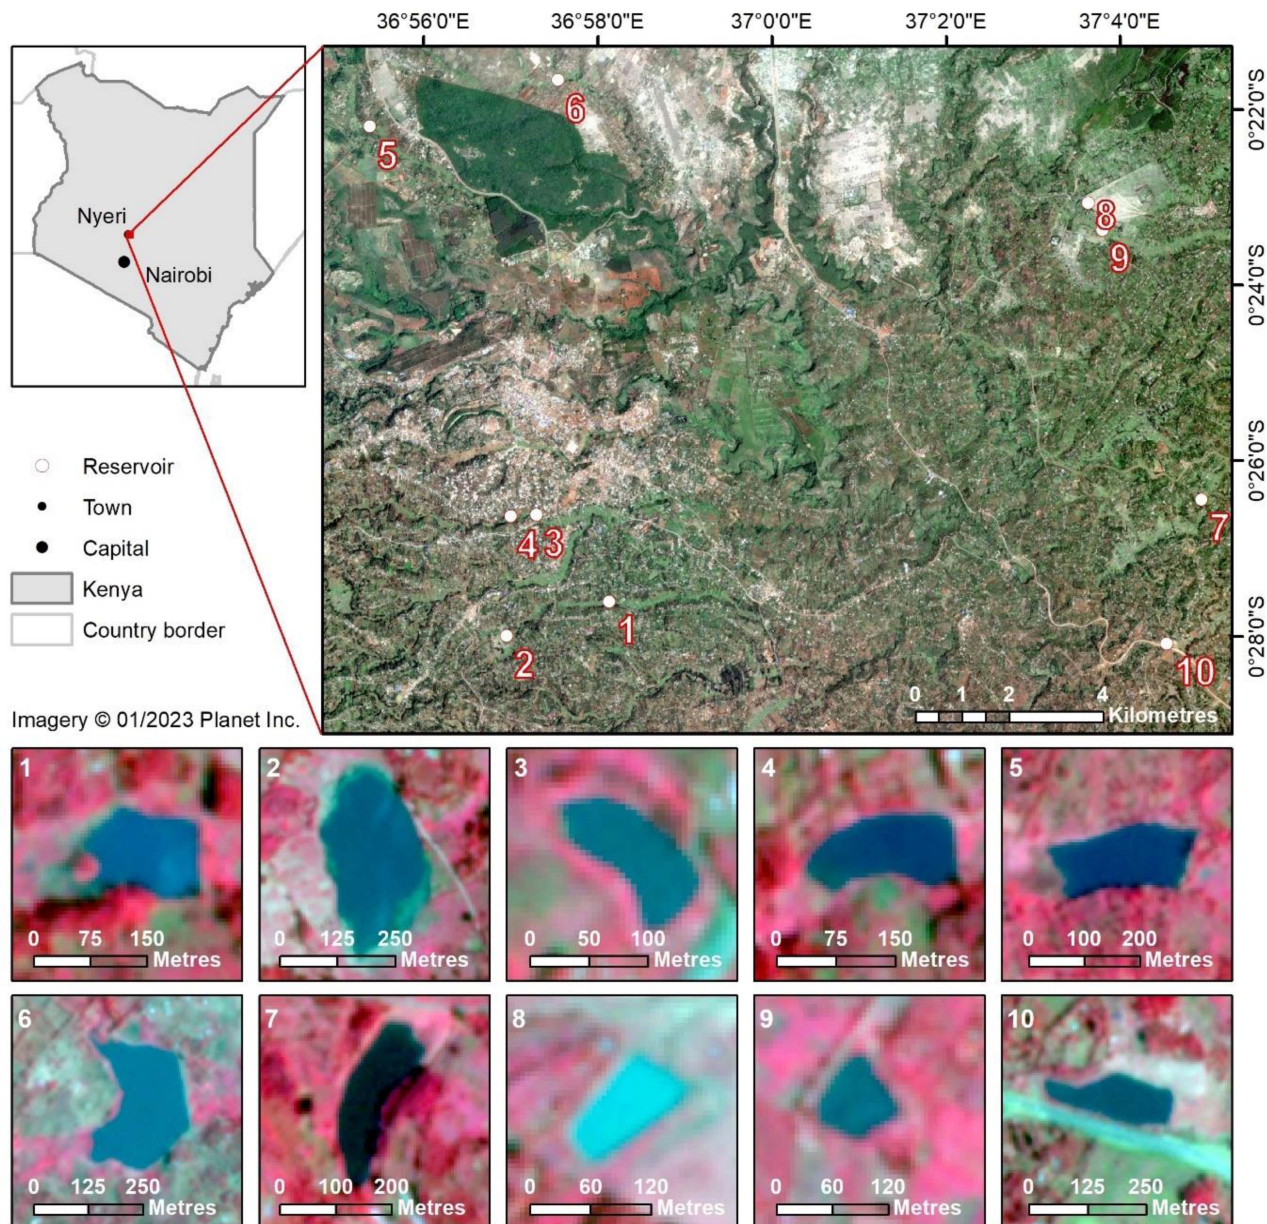 36°56'0"E 36°58'0"E 37°0'0"E 37°2'0"E 37°4'0"E
0°22'0"S
0°24'0"S
0°26'0"S
0°28'0"S
Nyeri
Nairobi
Reservoir
Town
Capital
Kenya
Country border
Imagery © 01/2023 Planet Inc.
6
5
8
9
7
4 3
1
2
10
0 1 2 4
Kilometres
1
0 75 150
Metres
2
0 125 250
Metres
3
0 50 100
Metres
4
0 75 150
Metres
5
0 100 200
Metres
6
0 125 250
Metres
7
0 100 200
Metres
8
0 60 120
Metres
9
0 60 120
Metres
10
0 125 250
Metres